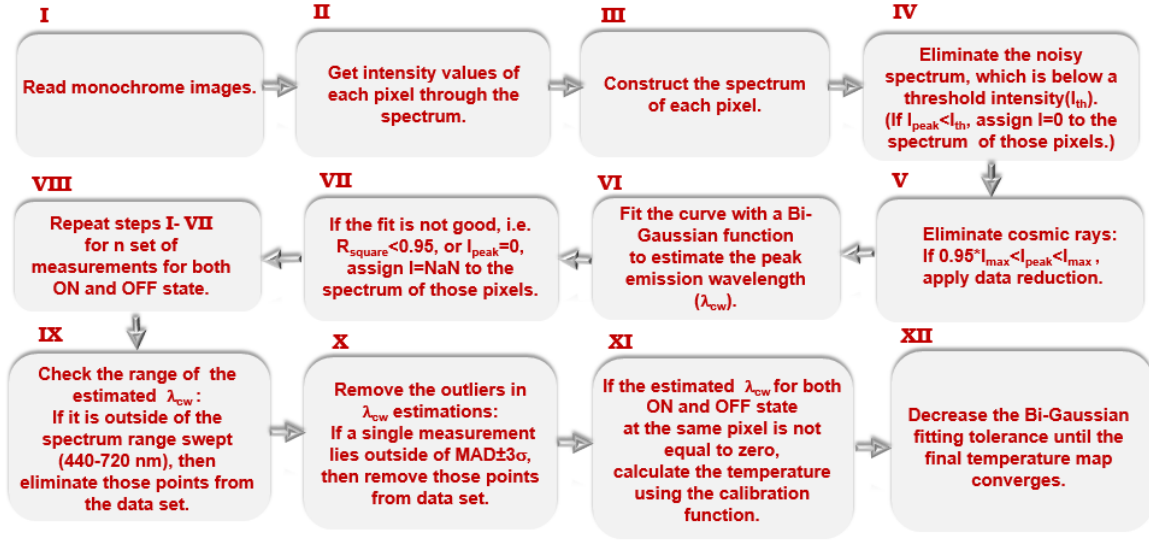 I
Read monochrome images.
II
Get intensity values of
each pixel through the
spectrum.
III
Construct the spectrum
of each pixel.
IV
Eliminate the noisy
spectrum, which is below a
threshold intensity(Ith).
(If Ipeak<Ith, assign I=0 to the
spectrum of those pixels.)
V
Eliminate cosmic rays:
If 0.95*Imax<Ipeak<Imax ,
apply data reduction.
VI
Fit the curve with a Bi-
Gaussian function
to estimate the peak
emission wavelength
(λcw).
VII
If the fit is not good, i.e.
Rsquare<0.95, or Ipeak=0,
assign I=NaN to the
spectrum of those pixels.
VIII
Repeat steps I- VII
for n set of
measurements for both
ON and OFF state.
IX
Check the range of the
estimated λcw :
If it is outside of the
spectrum range swept
(440-720 nm), then
eliminate those points from
the data set.
X
Remove the outliers in
λcw estimations:
If a single measurement
lies outside of MAD±3σ,
then remove those points
from data set.
XI
If the estimated λcw for both
ON and OFF state
at the same pixel is not
equal to zero,
calculate the temperature
using the calibration
function.
XII
Decrease the Bi-Gaussian
fitting tolerance until the
final temperature map
converges.